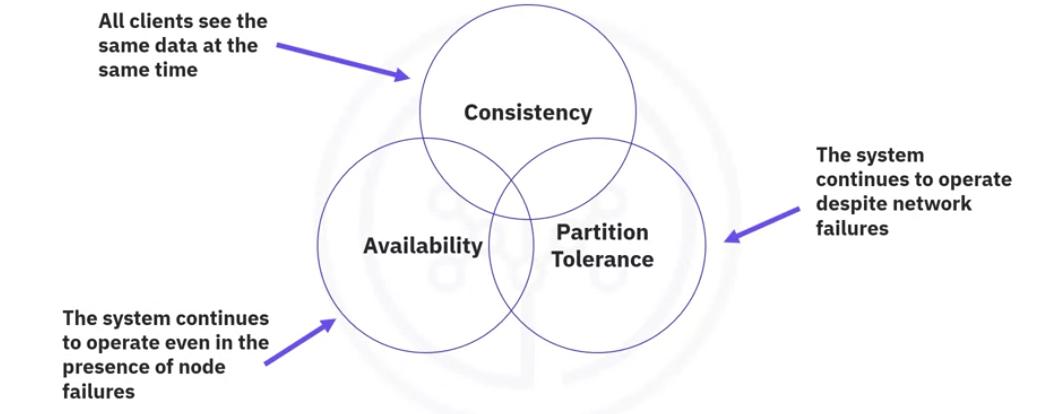 All clients see the
same data at the
same time
Consistency
The system
continues to operate
despite network
failures
Availability
Partition
Tolerance
The system continues
to operate even in the
presence of node
failures